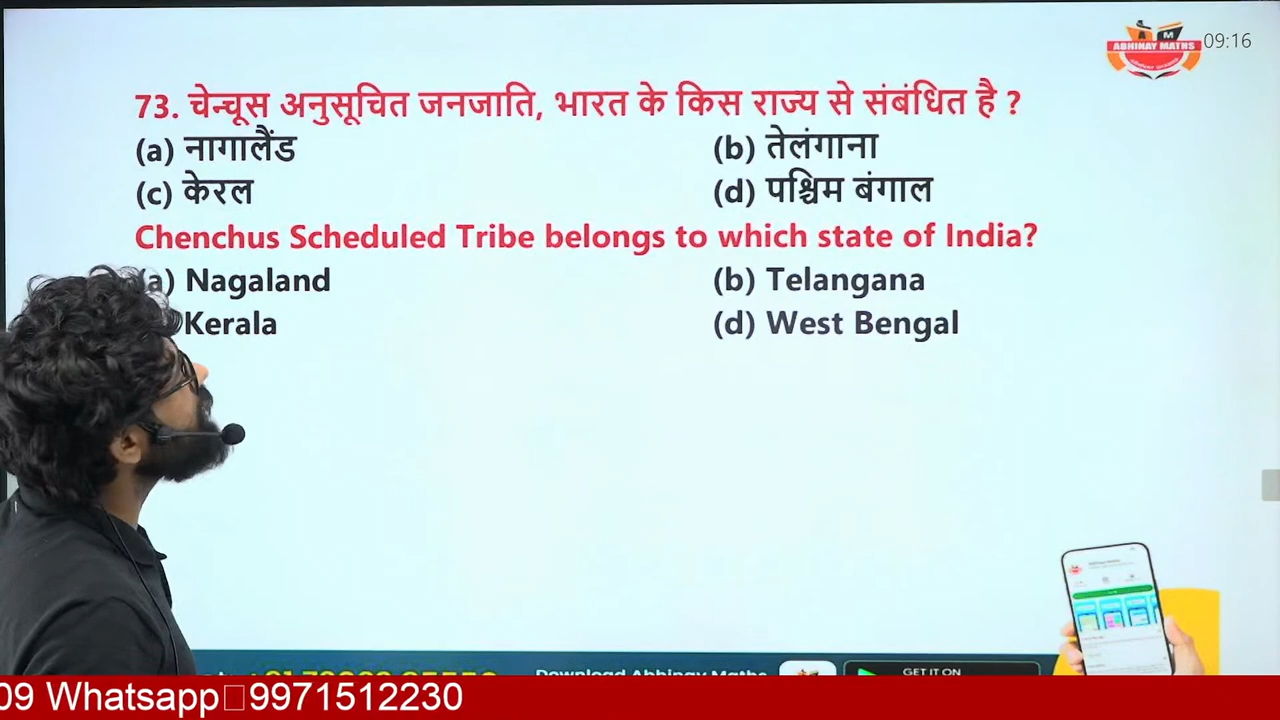 ABHINAY MATHS
09:16
73. चेन्चूस अनुसूचित जनजाति, भारत के किस राज्य से संबंधित है ?
(a) नागालैंड (b) तेलंगाना
(c) केरल (d) पश्चिम बंगाल
Chenchus Scheduled Tribe belongs to which state of India?
a) Nagaland (b) Telangana
Kerala (d) West Bengal
Download Abhinay Maths
GET IT ON
09 Whatsapp 9971512230